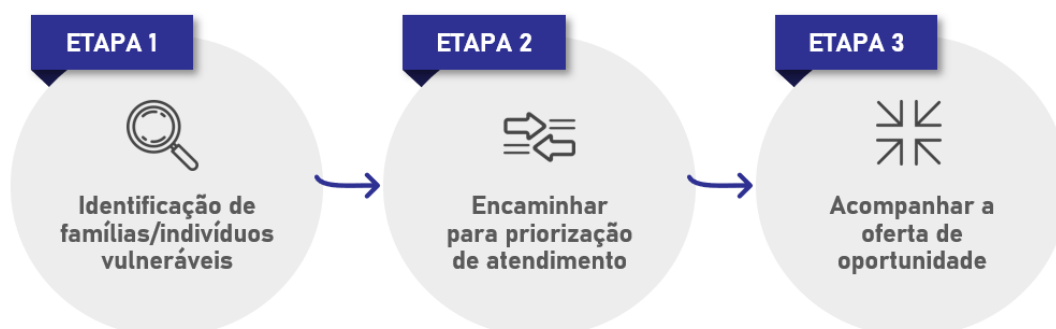 ETAPA 1
Identificação de
famílias/indivíduos
vulneráveis
ETAPA 2
Encaminhar
para priorização
de atendimento
ETAPA 3
Acompanhar a
oferta de
oportunidade